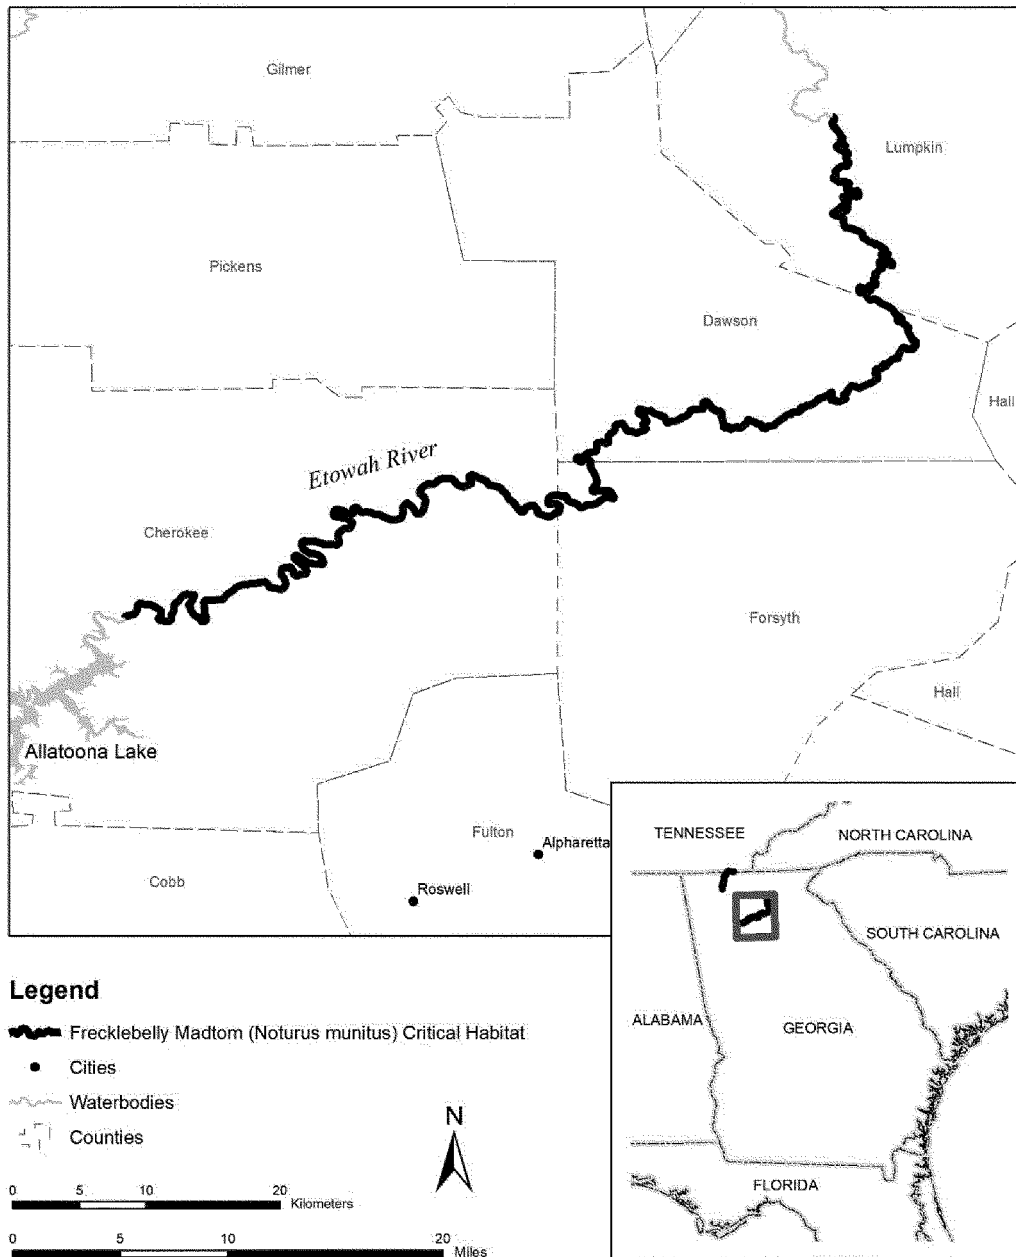 Gilmer
Lumpkin
Pickens
Dawson
Hall
Etowah River
Cherokee
Forsyth
Hall
Allatoona Lake
Fulton
Alpharetta
Cobb
Roswell
TENNESSEE
NORTH CAROLINA
SOUTH CAROLINA
ALABAMA
GEORGIA
FLORIDA
Legend
Frecklebelly Madtom (Noturus munitus) Critical Habitat
Cities
Waterbodies
Counties
N
0 5 10 20
Kilometers
0 5 10 20
Miles